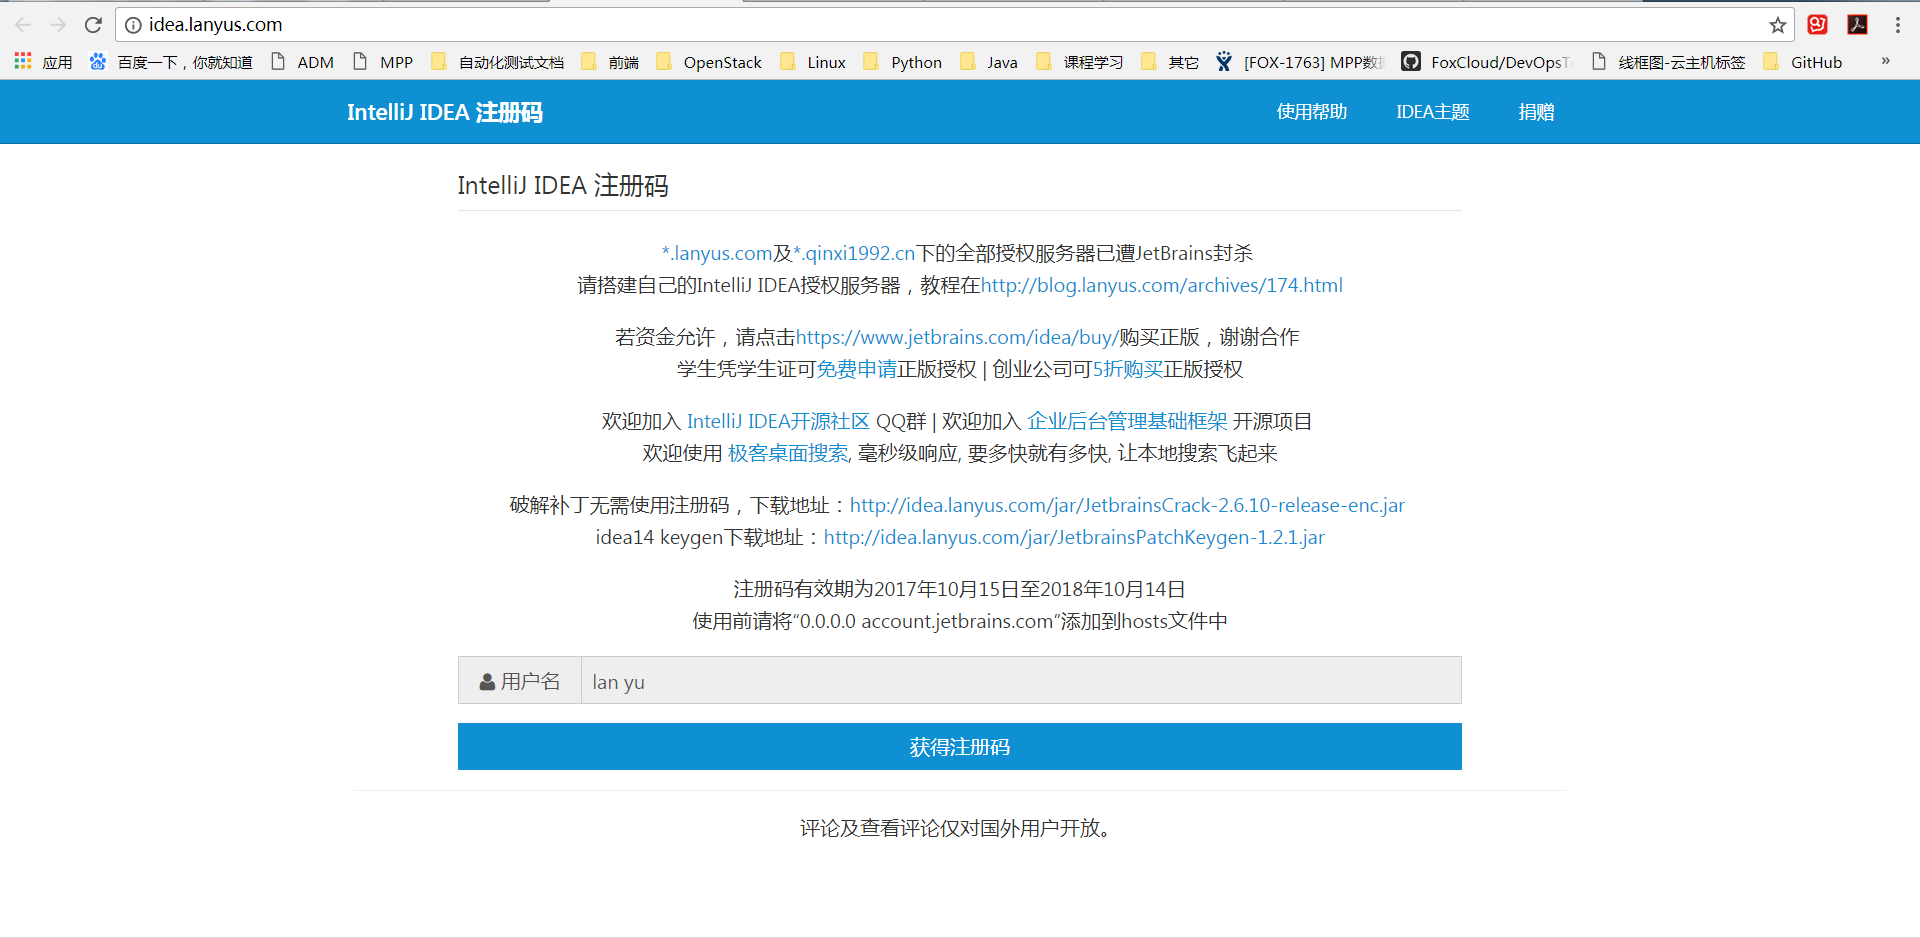 idea.lanyus.com
应用 百度一下，你就知道 ADM MPP 自动化测试文档 前端 OpenStack Linux Python Java 课程学习 其它 [FOX-1763] MPP数据 FoxCloud/DevOpsT 线框图-云主机标签 GitHub »
IntelliJ IDEA 注册码 使用帮助 IDEA主题 捐赠
IntelliJ IDEA 注册码
*.lanyus.com及*.qinxi1992.cn下的全部授权服务器已遭JetBrains封杀
请搭建自己的IntelliJ IDEA授权服务器，教程在http://blog.lanyus.com/archives/174.html
若资金允许，请点击https://www.jetbrains.com/idea/buy/购买正版，谢谢合作
学生凭学生证可免费申请正版授权 | 创业公司可5折购买正版授权
欢迎加入 IntelliJ IDEA开源社区 QQ群 | 欢迎加入 企业后台管理基础框架 开源项目
欢迎使用 极客桌面搜索, 毫秒级响应, 要多快就有多快, 让本地搜索飞起来
破解补丁无需使用注册码，下载地址：http://idea.lanyus.com/jar/JetbrainsCrack-2.6.10-release-enc.jar
idea14 keygen下载地址：http://idea.lanyus.com/jar/JetbrainsPatchKeygen-1.2.1.jar
注册码有效期为2017年10月15日至2018年10月14日
使用前请将“0.0.0.0 account.jetbrains.com”添加到hosts文件中
用户名 lan yu
获得注册码
评论及查看评论仅对国外用户开放。